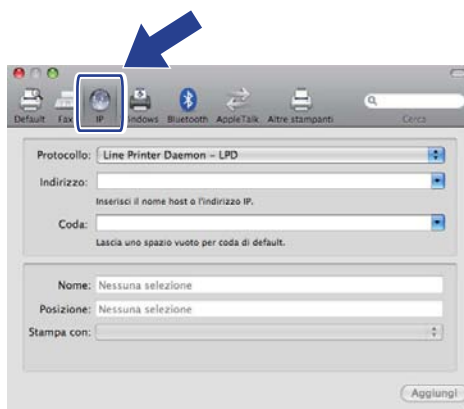 Default Fax IP Windows Bluetooth AppleTalk Altre stampanti Cerca
Protocollo: Line Printer Daemon – LPD
Indirizzo:
Inserisci il nome host o l'indirizzo IP.
Coda:
Lascia uno spazio vuoto per coda di default.
Nome: Nessuna selezione
Posizione: Nessuna selezione
Stampa con:
Aggiungi